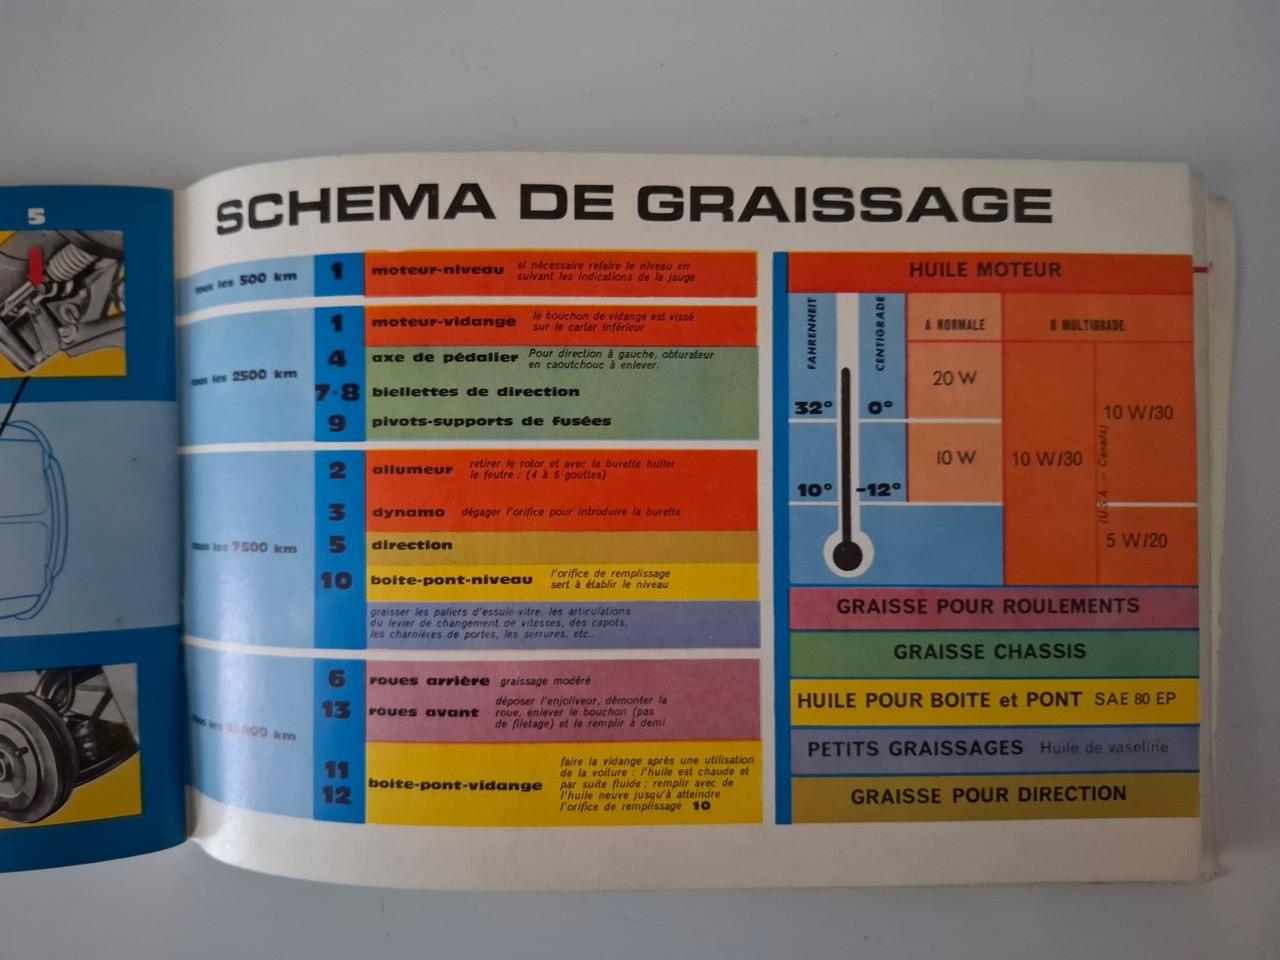 5
SCHEMA DE GRAISSAGE
tous les 500 km
1
moteur-niveau
si nécessaire refaire le niveau en
suivant les indications de la jauge
tous les 2500 km
1
moteur-vidange
le bouchon de vidange est vissé
sur le carter inférieur
4
axe de pédalier
Pour direction à gauche, obturateur
en caoutchouc à enlever.
7-8
biellettes de direction
9
pivots-supports de fusées
tous les 7500 km
2
allumeur
retirer le rotor et avec la burette huiler
le feutre : (4 à 5 gouttes)
3
dynamo
dégager l'orifice pour introduire la burette
5
direction
10
boite-pont-niveau
l'orifice de remplissage
sert à établir le niveau
graisser les paliers d'essuie-vitre, les articulations
du levier de changement de vitesses, des capots,
les charnières de portes, les serrures, etc..
tous les
km
6
roues arrière
graissage modéré
13
roues avant
déposer l'enjoliveur, démonter la
roue, enlever le bouchon (pas
de filetage) et le remplir à demi
11
12
boite-pont-vidange
faire la vidange après une utilisation
de la voiture : l'huile est chaude et
par suite fluide ; remplir avec de
l'huile neuve jusqu'à atteindre
l'orifice de remplissage 10
HUILE MOTEUR
FAHRENHEIT
CENTIGRADE
A NORMALE
B MULTIGRADE
20 W
32°
0°
10 W
10 W/30
(U.S.A. — Canada)
10 W/30
10°
-12°
5 W/20
GRAISSE POUR ROULEMENTS
GRAISSE CHASSIS
HUILE POUR BOITE et PONT SAE 80 EP
PETITS GRAISSAGES Huile de vaseline
GRAISSE POUR DIRECTION